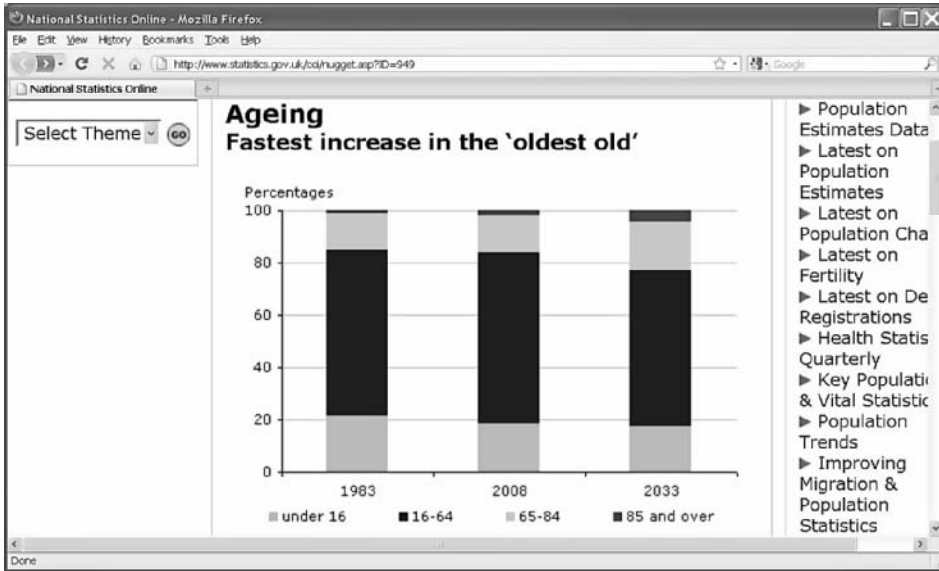 National Statistics Online - Mozilla Firefox
File Edit View History Bookmarks Tools Help
http://www.statistics.gov.uk/cci/nugget.asp?ID=949
Google
National Statistics Online
Select Theme
GO
Ageing
Fastest increase in the ‘oldest old’
Percentages
100
80
60
40
20
0
1983 2008 2033
under 16 16-64 65-84 85 and over
Population
Estimates Data
Latest on
Population
Estimates
Latest on
Population Cha
Latest on
Fertility
Latest on De
Registrations
Health Statis
Quarterly
Key Populatio
& Vital Statistic
Population
Trends
Improving
Migration &
Population
Statistics
Done